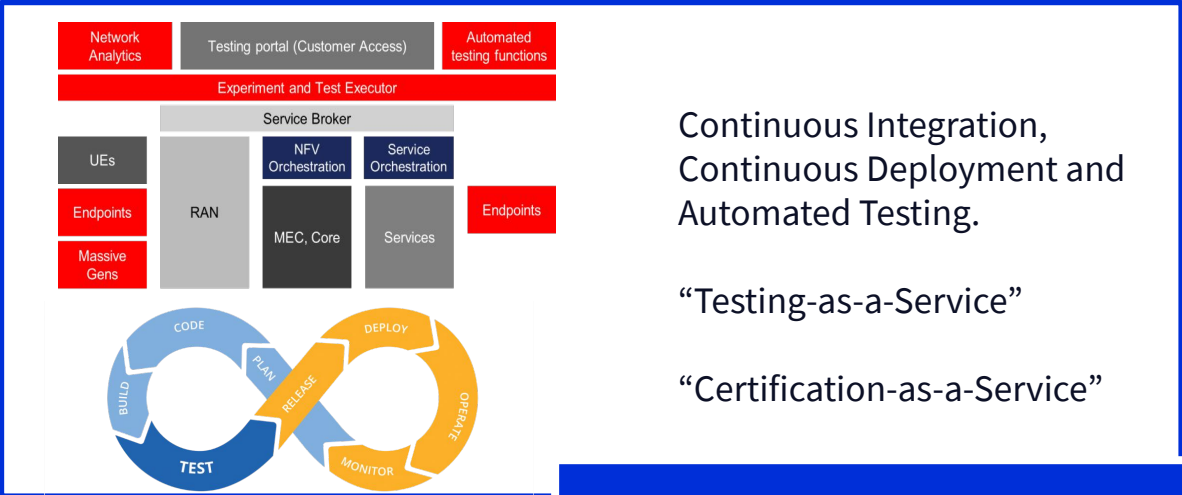 Network
Analytics
Testing portal (Customer Access)
Automated
testing functions
Experiment and Test Executor
Service Broker
UEs
RAN
NFV
Orchestration
Service
Orchestration
Endpoints
MEC, Core
Services
Endpoints
Massive
Gens
CODE
DEPLOY
PLAN
BUILD
RELEASE
OPERATE
TEST
MONITOR
Continuous Integration,
Continuous Deployment and
Automated Testing.
“Testing-as-a-Service”
“Certification-as-a-Service”